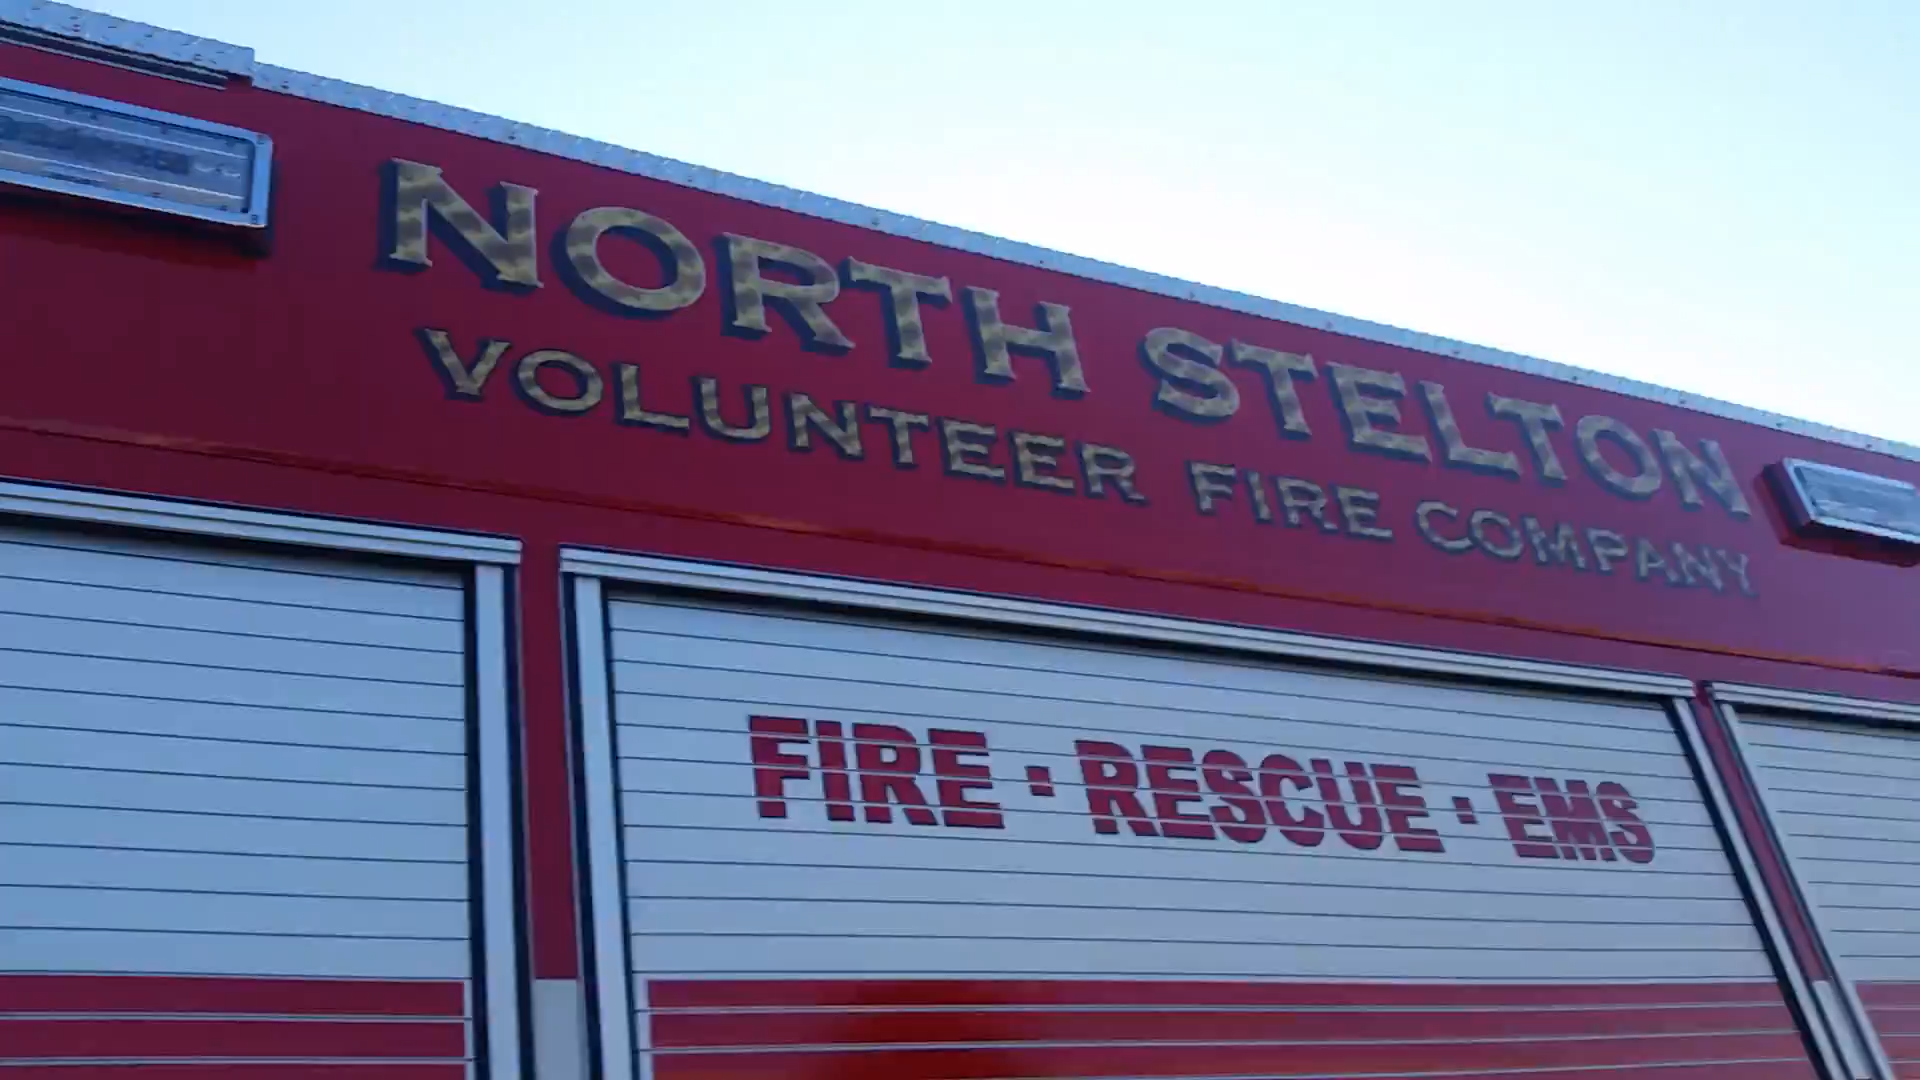 NORTH STELTON
VOLUNTEER FIRE COMPANY
FIRE · RESCUE · EMS